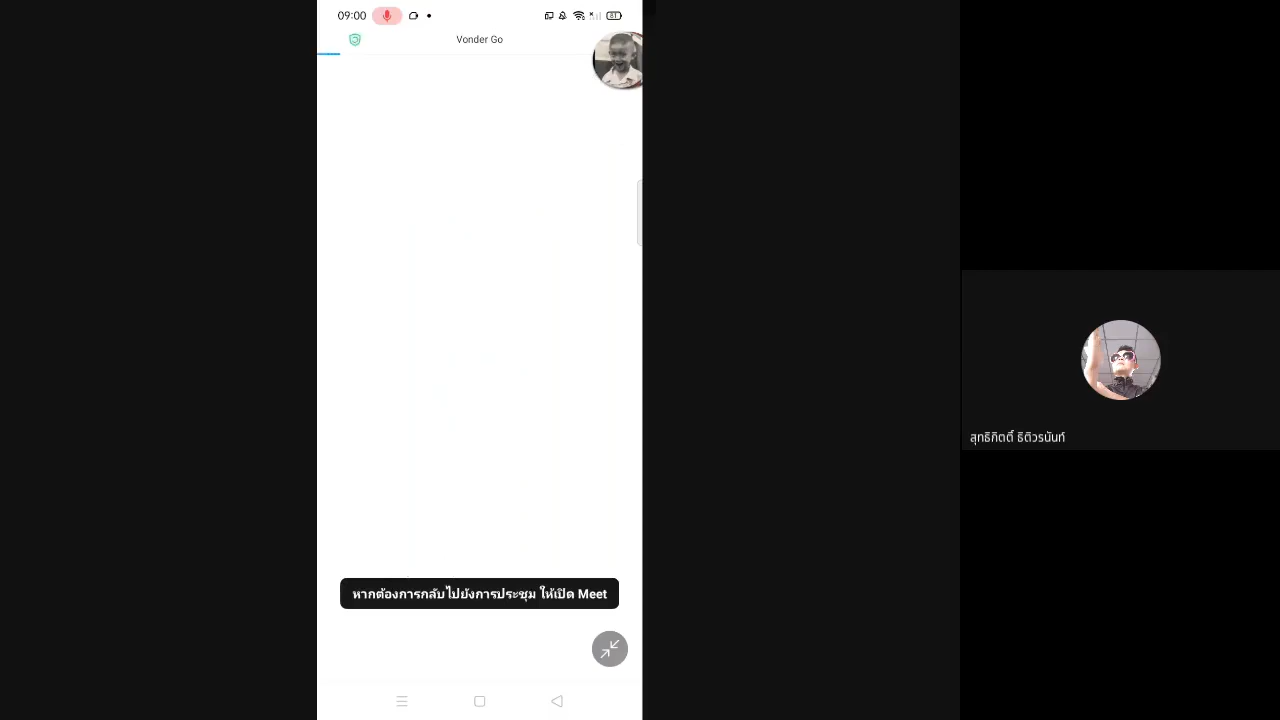 09:00
81
Vonder Go
หากต้องการกลับไปยังการประชุม ให้เปิด Meet
สุทธิกิตติ์ ธิติวรนันท์